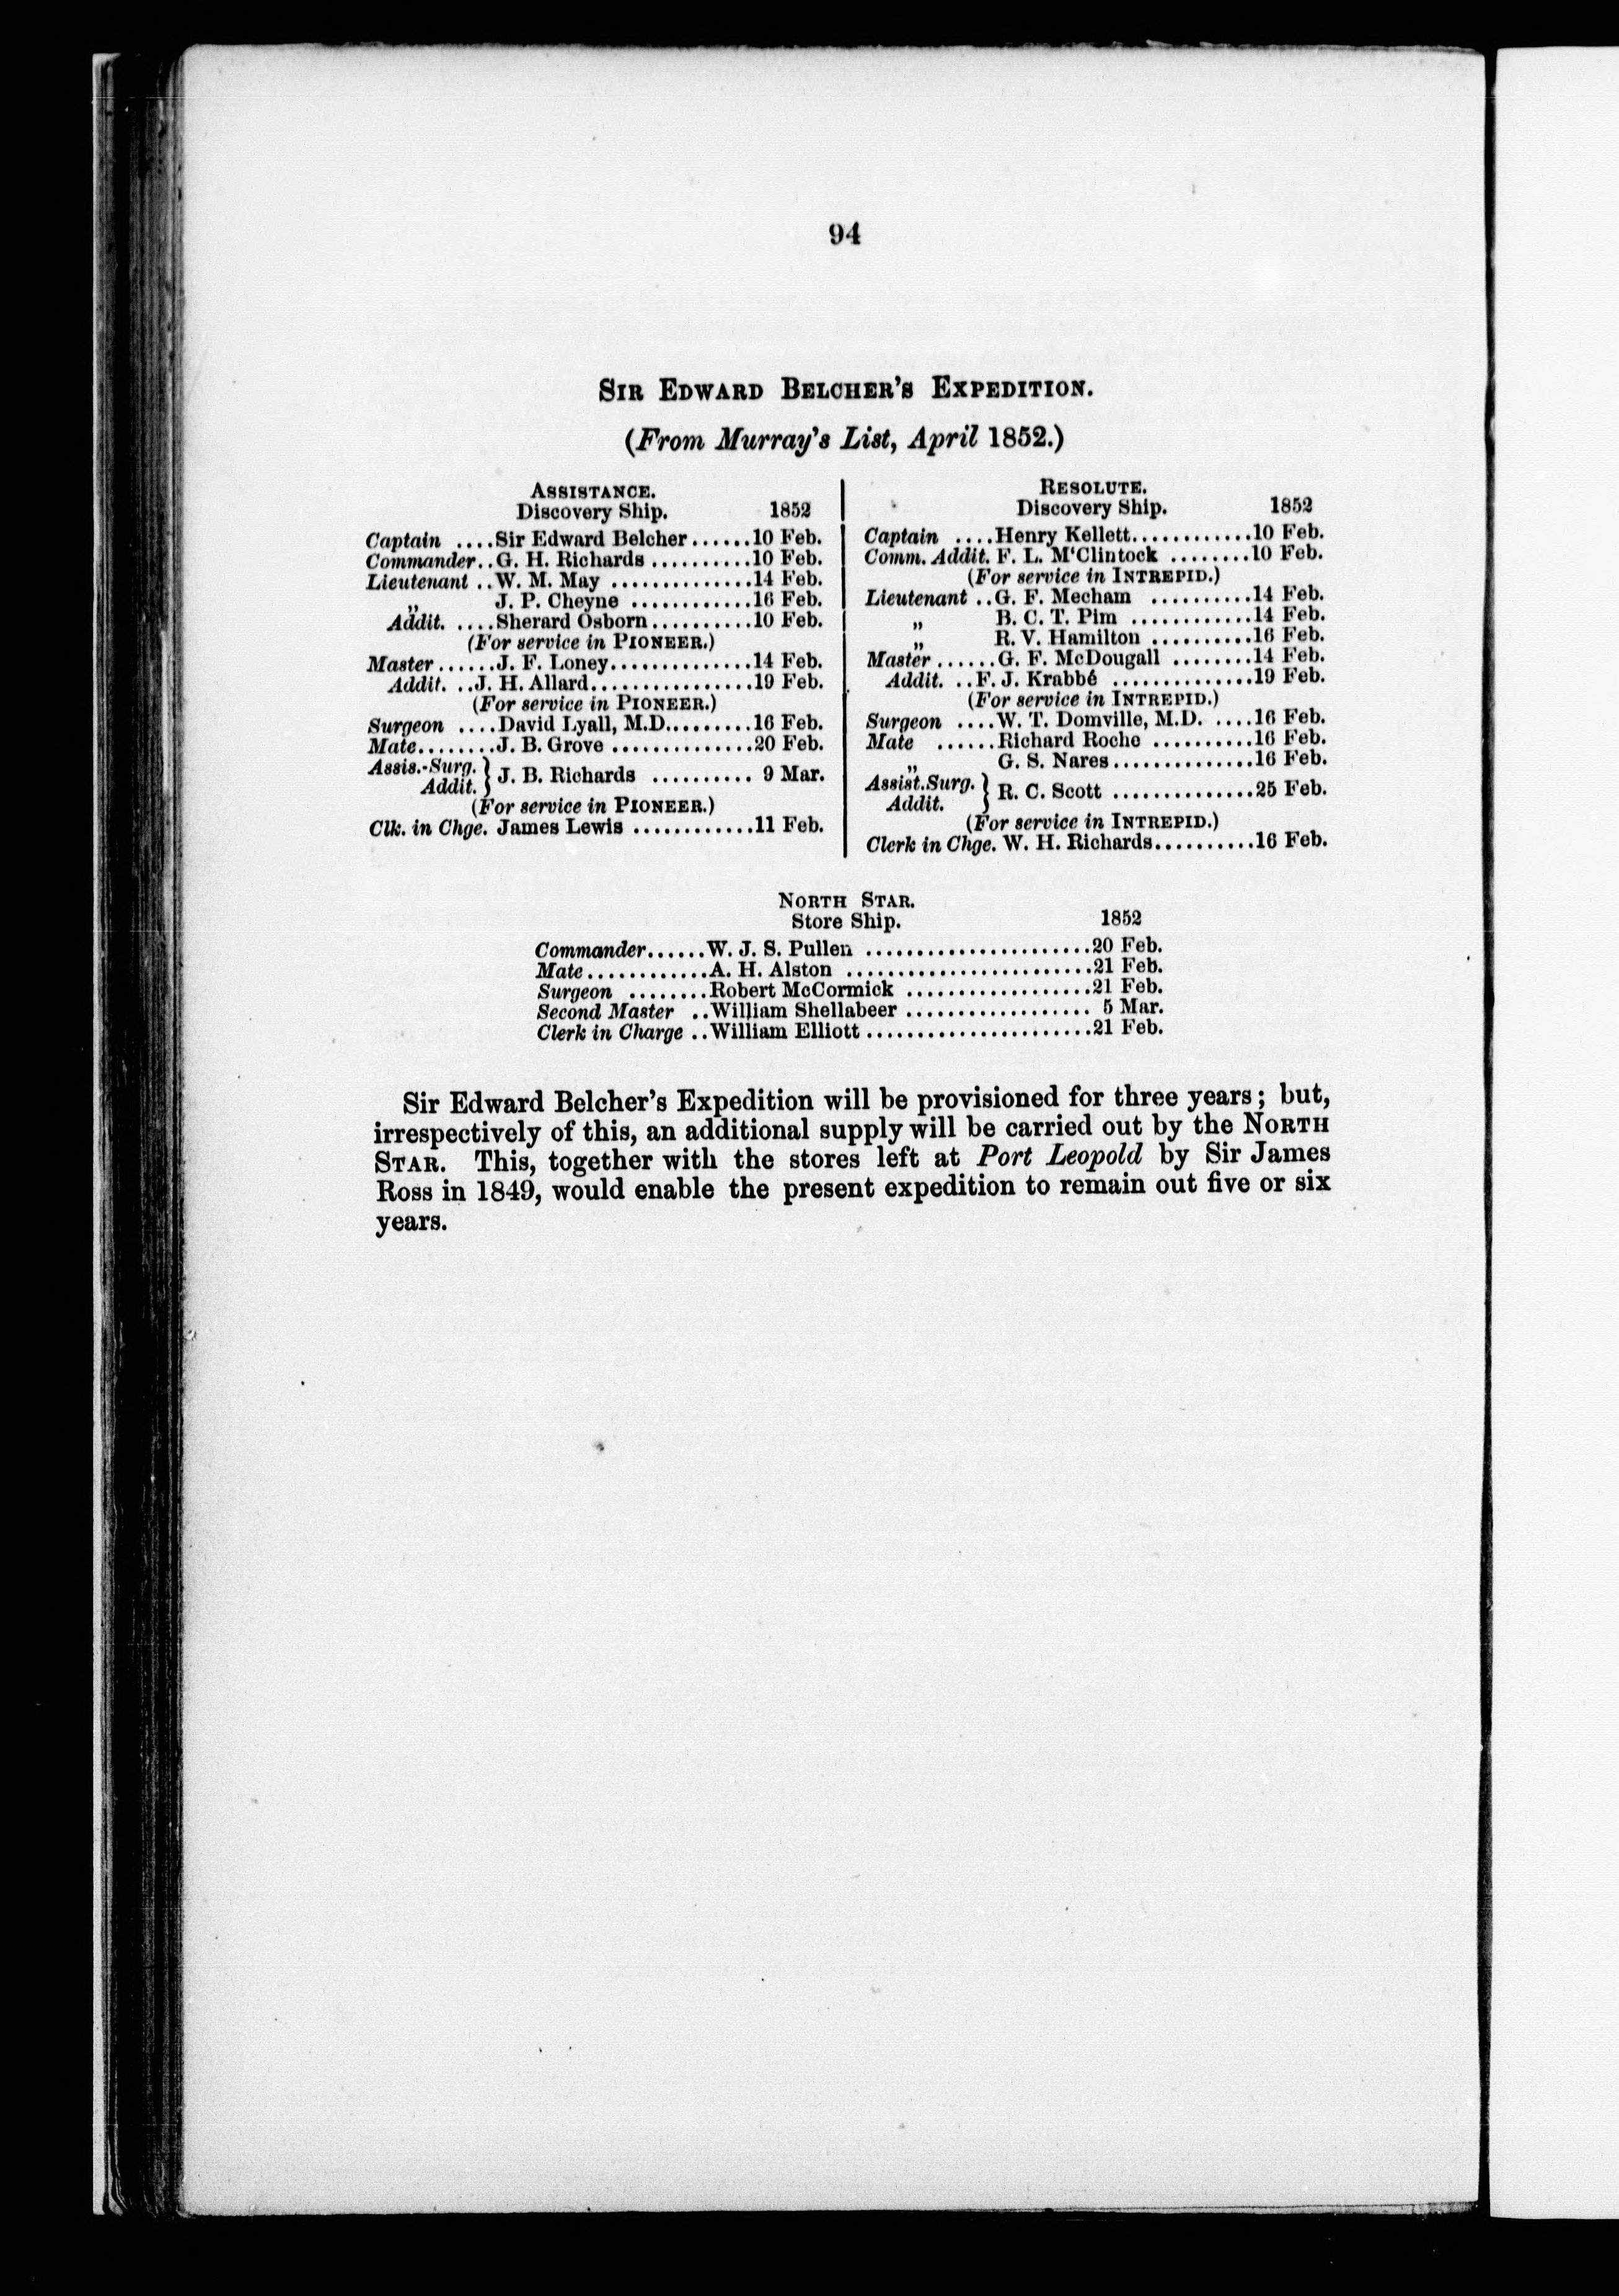 94
SIR EDWARD BELCHER'S EXPEDITION.
(From Murray's List, April 1852.)
ASSISTANCE.
Discovery Ship. 1852
Captain ....Sir Edward Belcher......10 Feb.
Commander..G. H. Richards ..........10 Feb.
Lieutenant ..W. M. May ..............14 Feb.
„ J. P. Cheyne ............16 Feb.
Addit. ....Sherard Osborn..........10 Feb.
(For service in PIONEER.)
Master......J. F. Loney..............14 Feb.
Addit. ..J. H. Allard................19 Feb.
(For service in PIONEER.)
Surgeon ....David Lyall, M.D.........16 Feb.
Mate........J. B. Grove ..............20 Feb.
Assis.-Surg. Addit. } J. B. Richards .......... 9 Mar.
(For service in PIONEER.)
Clk. in Chge. James Lewis ............11 Feb.
RESOLUTE.
Discovery Ship. 1852
Captain ....Henry Kellett............10 Feb.
Comm. Addit. F. L. M‘Clintock ........10 Feb.
(For service in INTREPID.)
Lieutenant ..G. F. Mecham ..........14 Feb.
„ B. C. T. Pim ............14 Feb.
„ R. V. Hamilton ..........16 Feb.
Master......G. F. McDougall ........14 Feb.
Addit. ..F. J. Krabbé ..............19 Feb.
(For service in INTREPID.)
Surgeon ....W. T. Domville, M.D. ....16 Feb.
Mate ......Richard Roche ..........16 Feb.
„ G. S. Nares..............16 Feb.
Assist.Surg. Addit. } R. C. Scott ..............25 Feb.
(For service in INTREPID.)
Clerk in Chge. W. H. Richards..........16 Feb.
NORTH STAR.
Store Ship. 1852
Commander......W. J. S. Pullen ......................20 Feb.
Mate............A. H. Alston ........................21 Feb.
Surgeon ........Robert McCormick ..................21 Feb.
Second Master ..William Shellabeer .................. 5 Mar.
Clerk in Charge ..William Elliott ......................21 Feb.
Sir Edward Belcher's Expedition will be provisioned for three years; but,
irrespectively of this, an additional supply will be carried out by the NORTH
STAR. This, together with the stores left at Port Leopold by Sir James
Ross in 1849, would enable the present expedition to remain out five or six
years.